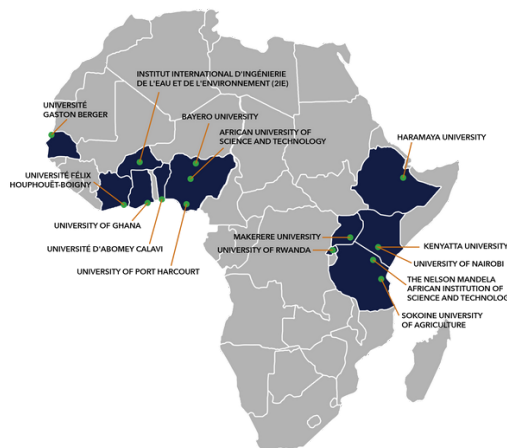 INSTITUT INTERNATIONAL D'INGÉNIERIE
DE L'EAU ET DE L'ENVIRONNEMENT (2IE)
UNIVERSITÉ
GASTON BERGER
BAYERO UNIVERSITY
AFRICAN UNIVERSITY OF
SCIENCE AND TECHNOLOGY
HARAMAYA UNIVERSITY
UNIVERSITÉ FÉLIX
HOUPHOUËT-BOIGNY
UNIVERSITY OF GHANA
UNIVERSITÉ D'ABOMEY CALAVI
UNIVERSITY OF PORT HARCOURT
MAKERERE UNIVERSITY
UNIVERSITY OF RWANDA
KENYATTA UNIVERSITY
UNIVERSITY OF NAIROBI
THE NELSON MANDELA
AFRICAN INSTITUTION OF
SCIENCE AND TECHNOLOG
SOKOINE UNIVERSITY
OF AGRICULTURE